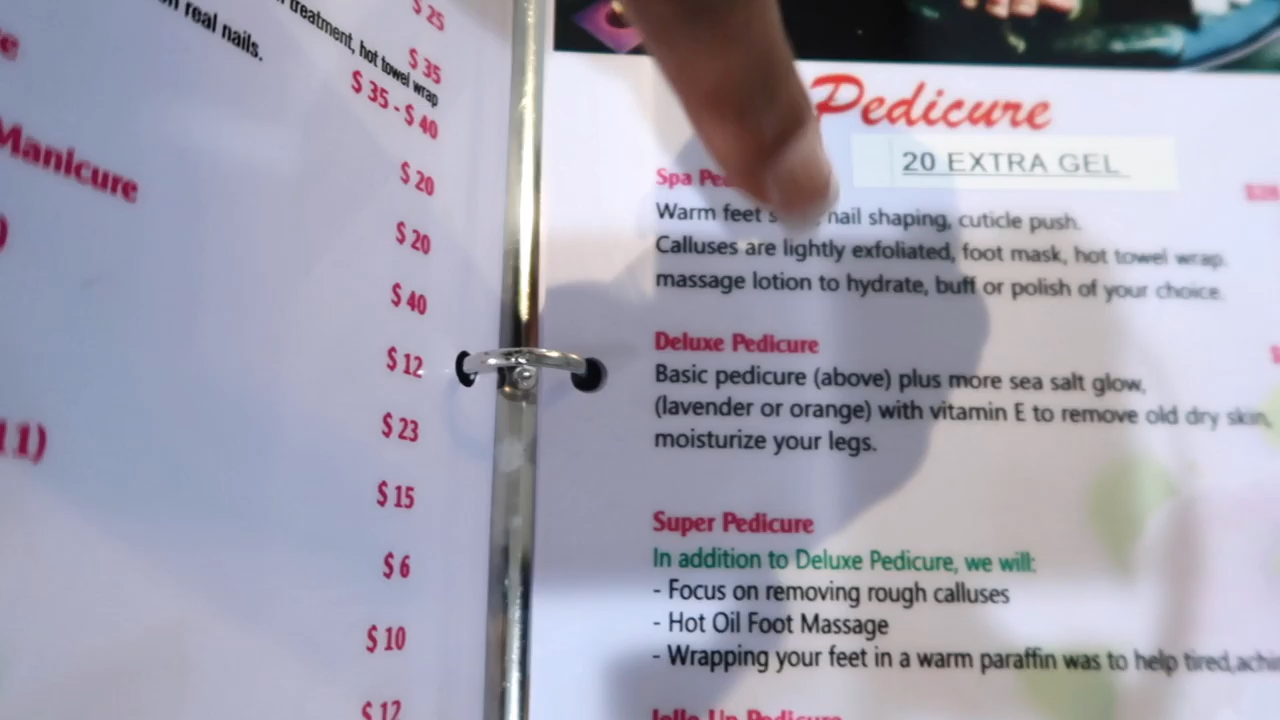 $ 25
real nails.
treatment, hot towel wrap
$ 35
$ 35 - $ 40
Manicure
$ 20
$ 20
$ 40
$ 12
$ 23
11)
$ 15
$ 6
$ 10
$ 12
Pedicure
20 EXTRA GEL
Spa
Warm feet nail shaping, cuticle push.
Calluses are lightly exfoliated, foot mask, hot towel wrap.
massage lotion to hydrate, buff or polish of your choice.
Deluxe Pedicure
Basic pedicure (above) plus more sea salt glow,
(lavender or orange) with vitamin E to remove old dry skin,
moisturize your legs.
Super Pedicure
In addition to Deluxe Pedicure, we will:
- Focus on removing rough calluses
- Hot Oil Foot Massage
- Wrapping your feet in a warm paraffin was to help tired,achi